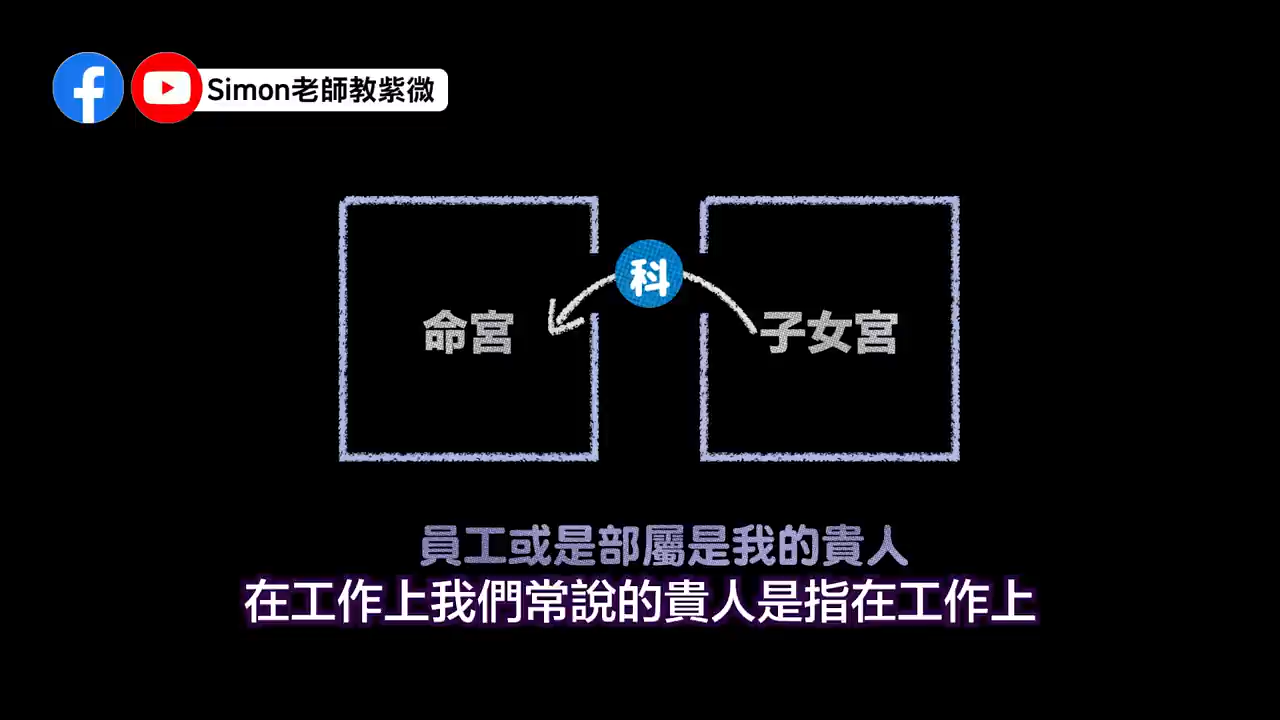 Simon老師教紫微
科
命宮
子女宮
員工或是部屬是我的貴人
在工作上我們常說的貴人是指在工作上